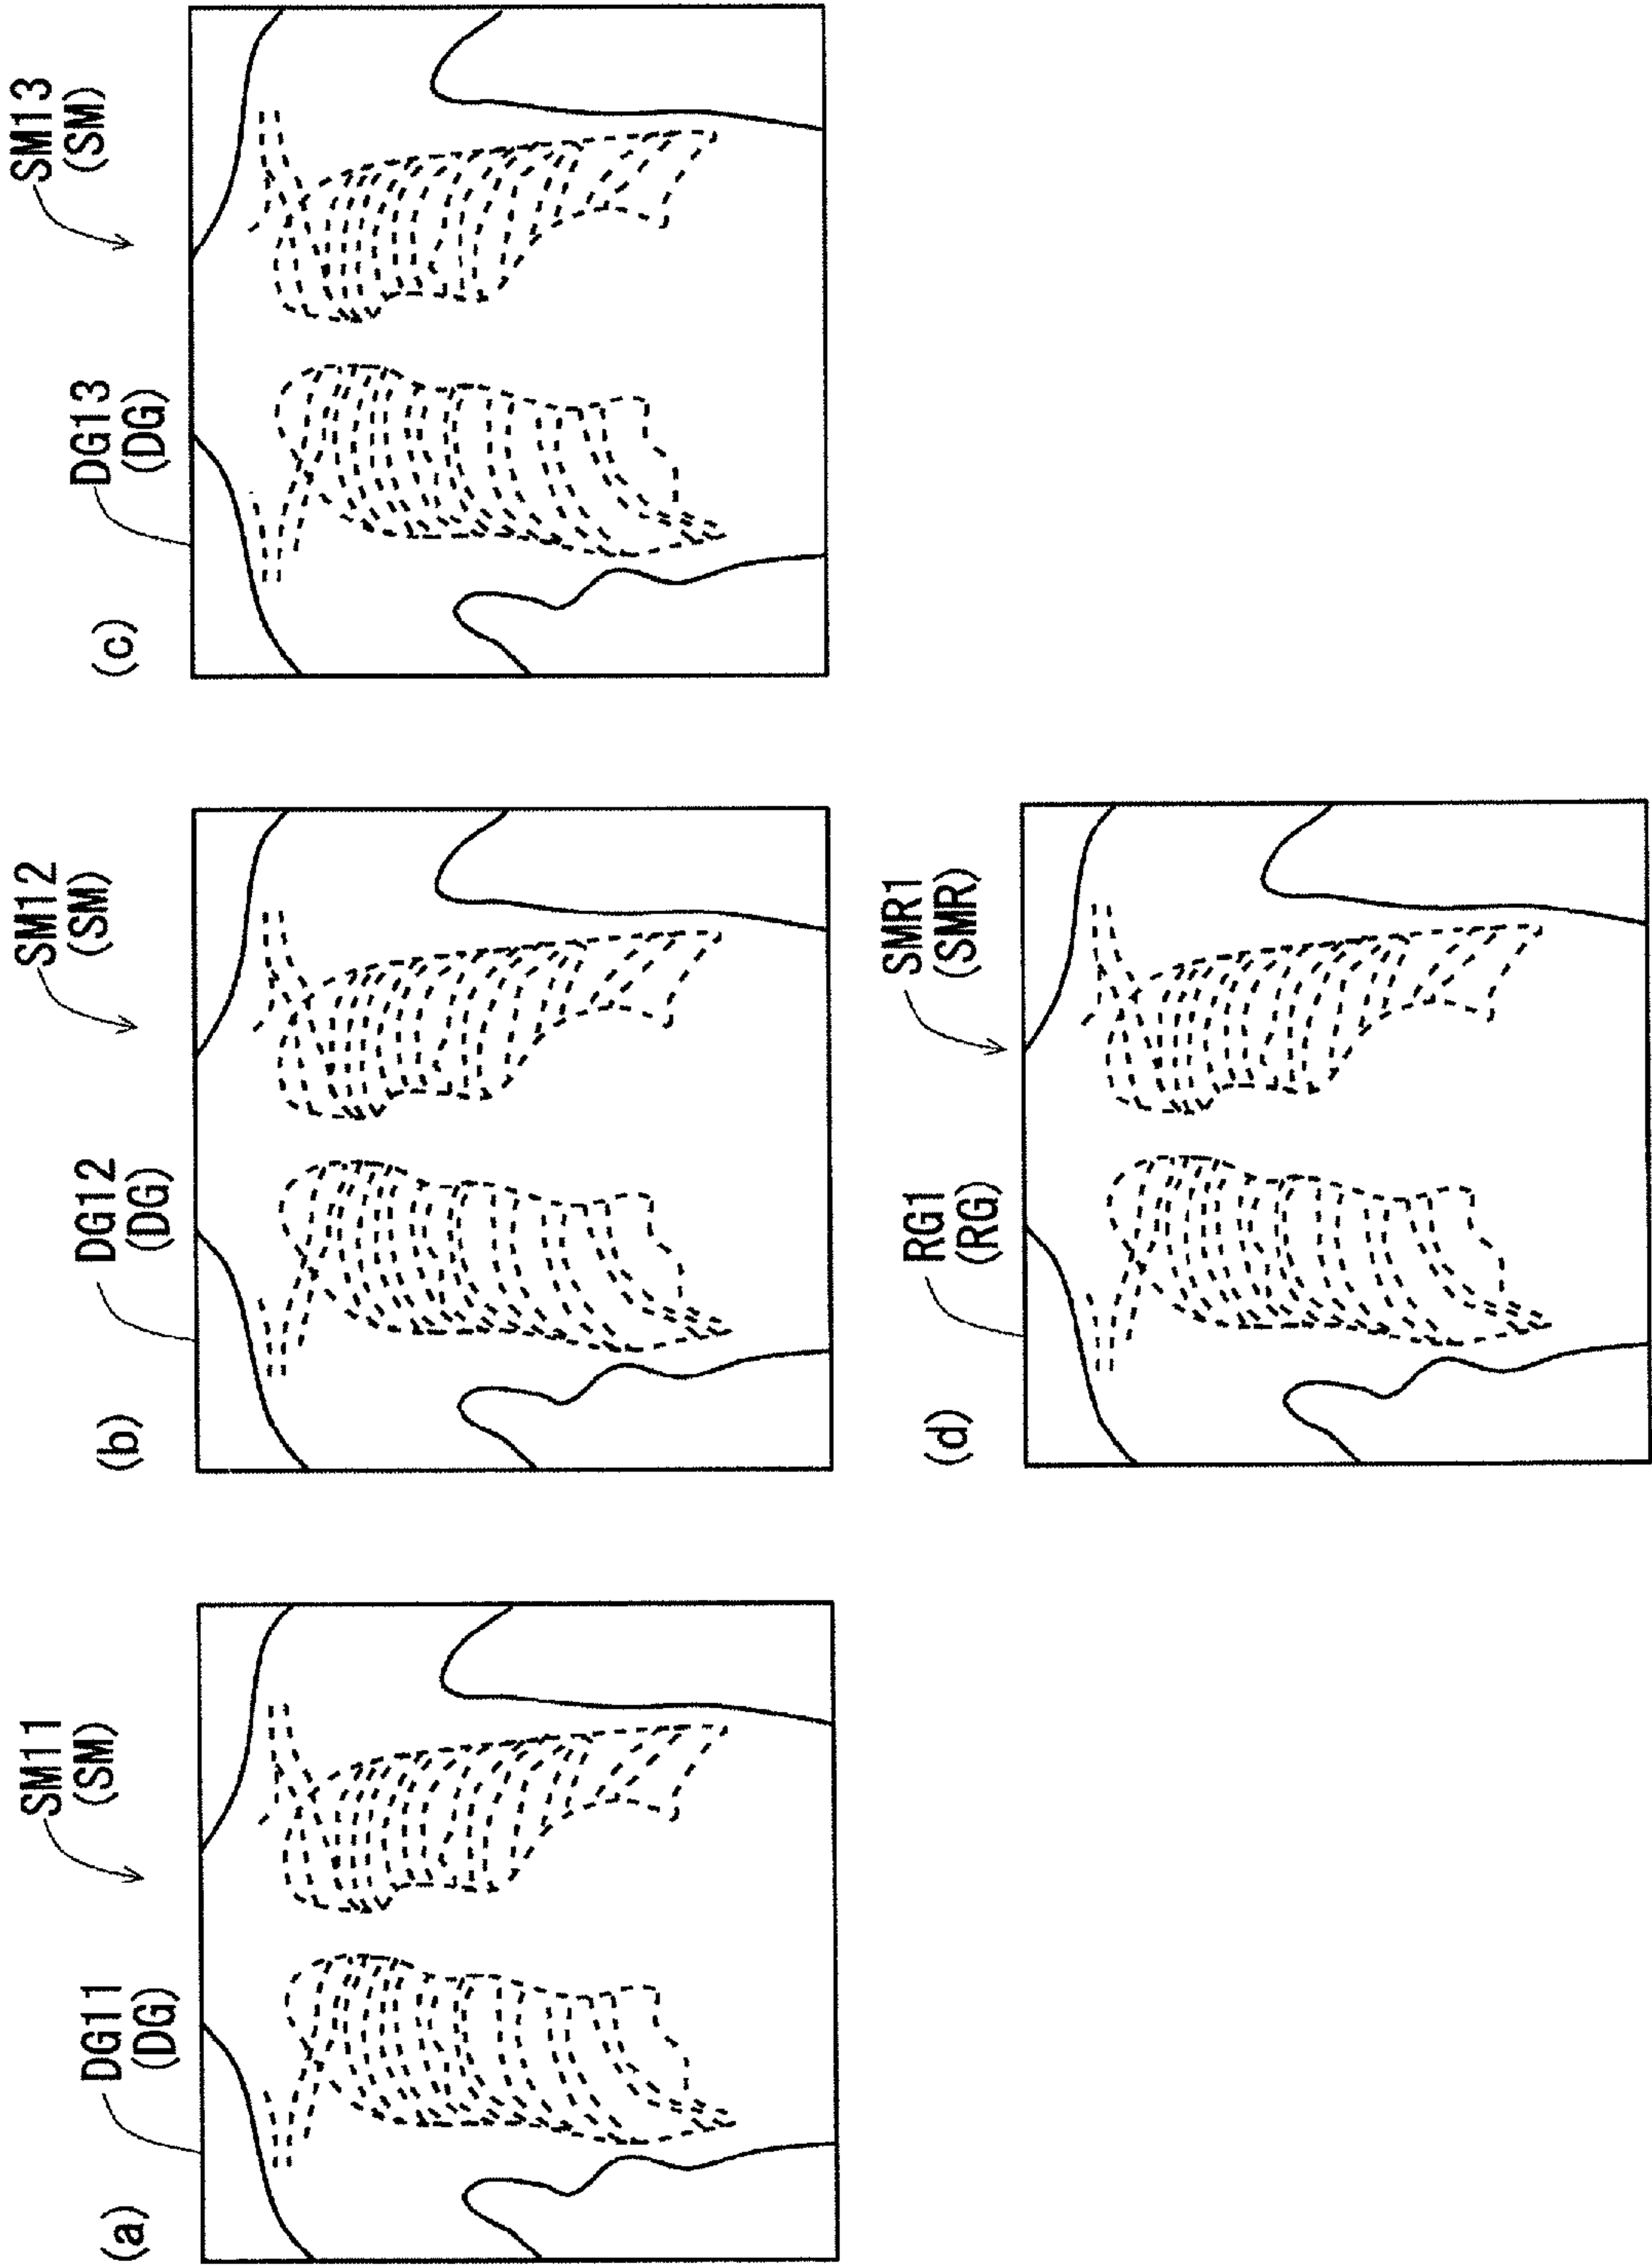 (a)
DG11
(DG)
SM11
(SM)
(b)
DG12
(DG)
SM12
(SM)
(c)
DG13
(DG)
SM13
(SM)
(d)
RG1
(RG)
SMR1
(SMR)